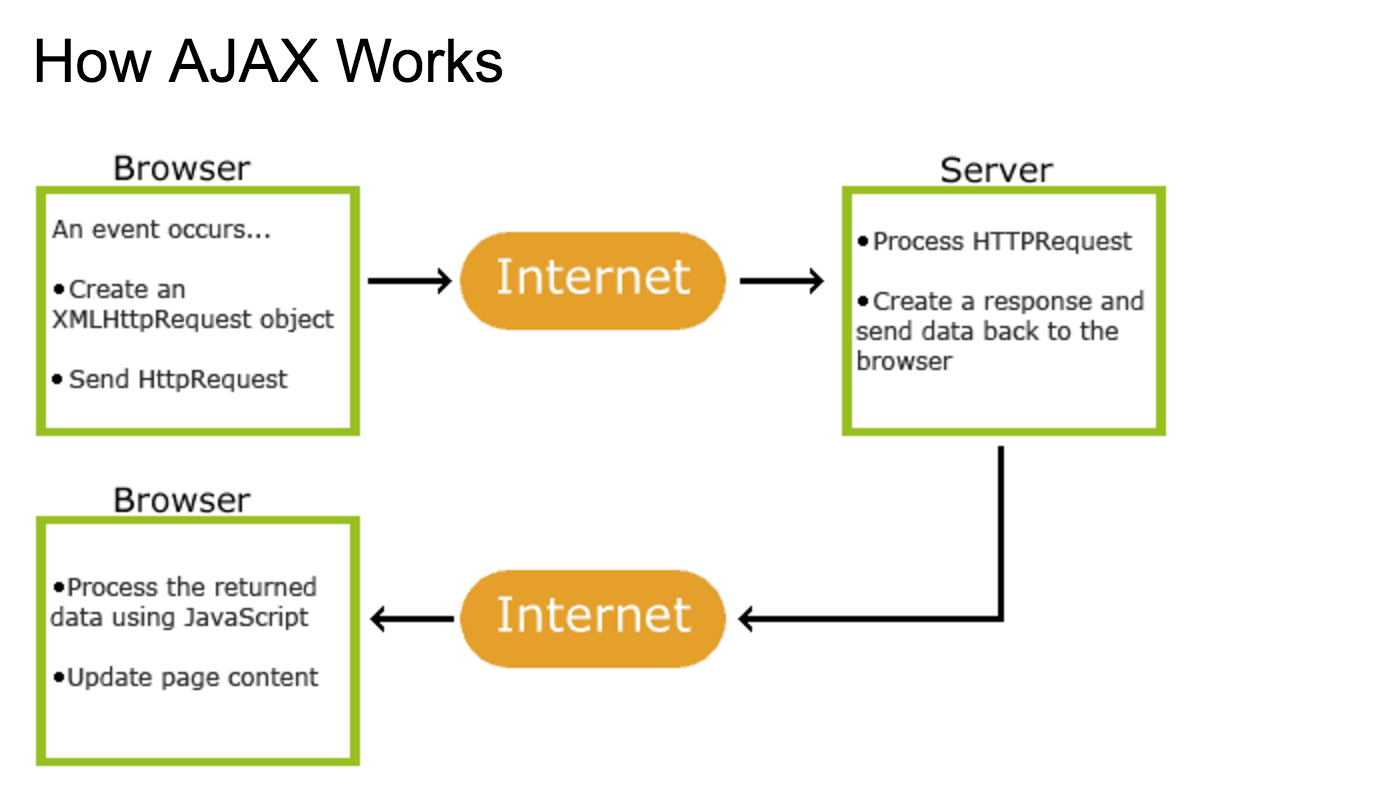 How AJAX Works
Browser
An event occurs...
•Create an
XMLHttpRequest object
• Send HttpRequest
Internet
Server
•Process HTTPRequest
•Create a response and
send data back to the
browser
Browser
•Process the returned
data using JavaScript
•Update page content
Internet